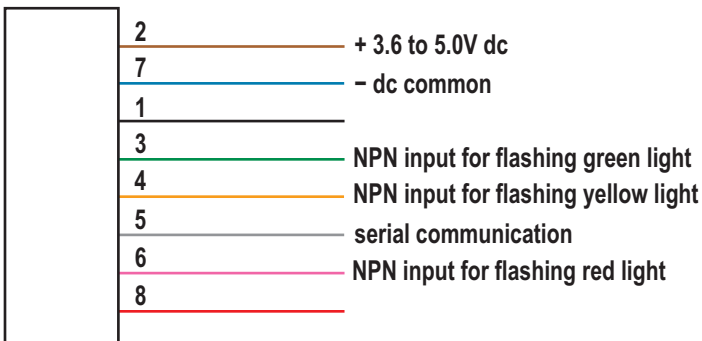 2 + 3.6 to 5.0V dc
7 − dc common
1
3 NPN input for flashing green light
4 NPN input for flashing yellow light
5 serial communication
6 NPN input for flashing red light
8